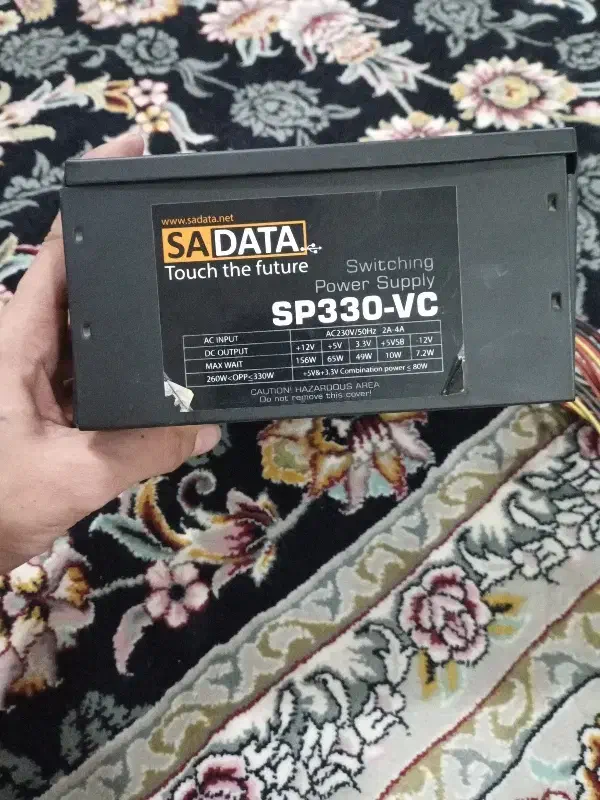 www.sadata.net
SADATA
Touch the future
Switching
Power Supply
SP330-VC
AC INPUT AC230V/50Hz 2A-4A
DC OUTPUT +12V +5V 3.3V +5VSB -12V
MAX WAIT 156W 65W 49W 10W 7.2W
260W<OPP≤330W +5V&+3.3V Combination power ≤ 80W
CAUTION! HAZARDOUS AREA
Do not remove this cover!